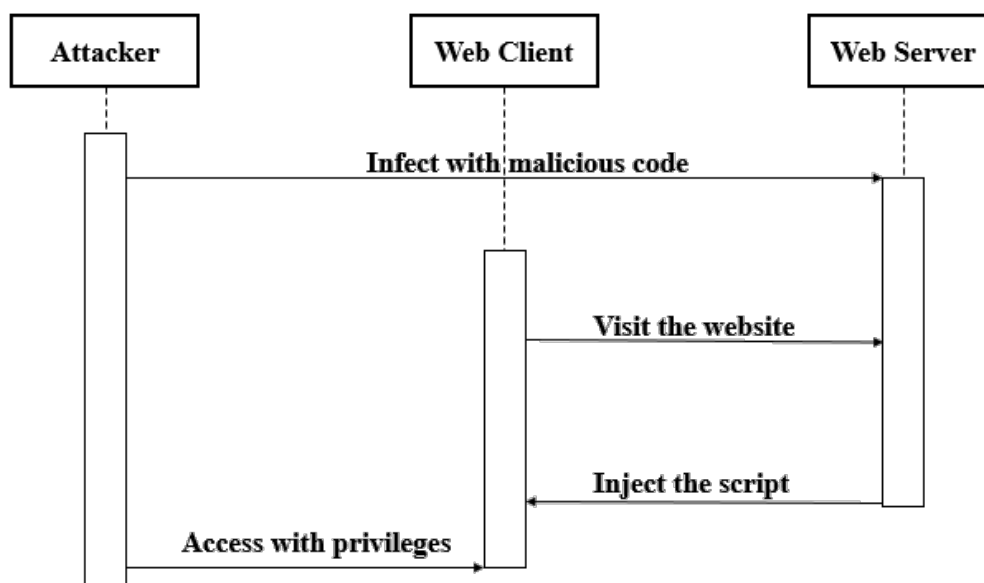 Attacker
Web Client
Web Server
Infect with malicious code
Visit the website
Inject the script
Access with privileges